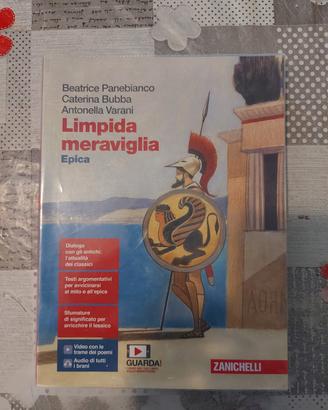 Beatrice Panebianco
Caterina Bubba
Antonella Varani
Limpida
meraviglia
Epica
Dialogo
con gli antichi:
l'attualità
dei classici
Testi argomentativi
per avvicinarsi
al mito e all'epica
Sfumature
di significato per
arricchire il lessico
Video con le
trame dei poemi
Audio di tutti
i brani
GUARDA!
ZANICHELLI